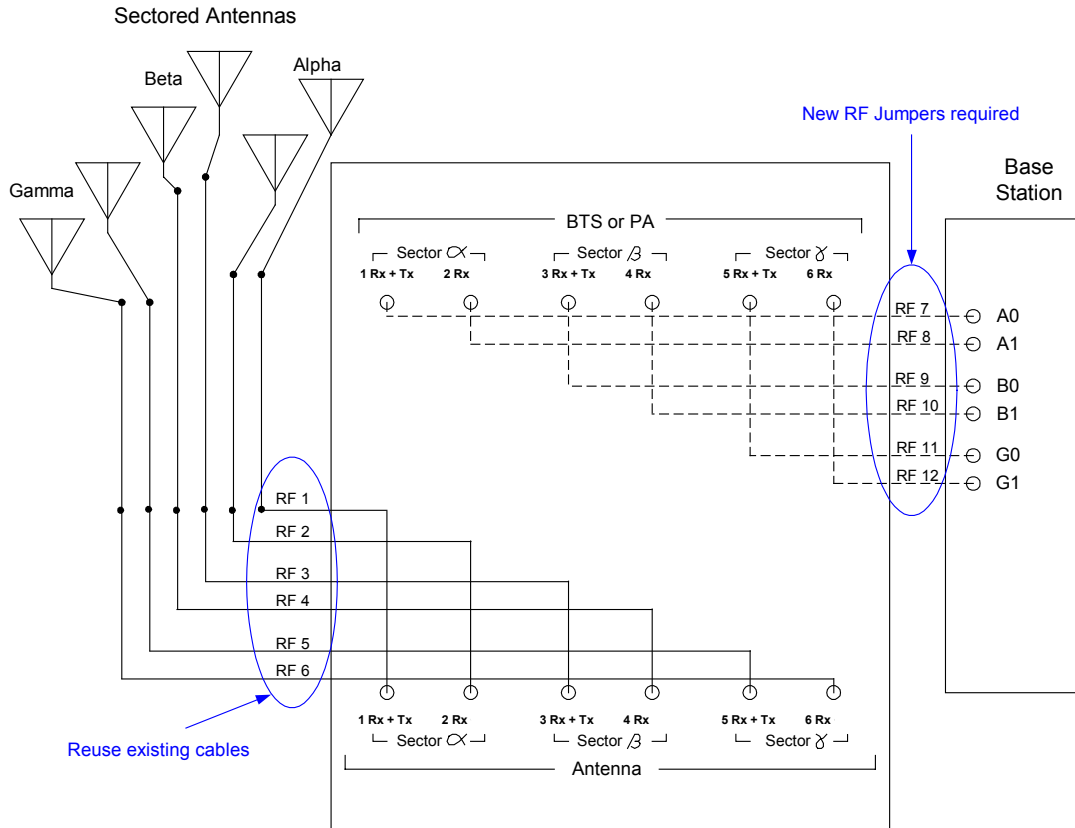 Sectored Antennas
Beta
Alpha
Gamma
New RF Jumpers required
Base
Station
BTS or PA
Sector α
Sector β
Sector γ
1 Rx + Tx
2 Rx
3 Rx + Tx
4 Rx
5 Rx + Tx
6 Rx
RF 7
A0
RF 8
A1
RF 9
B0
RF 10
B1
RF 11
G0
RF 12
G1
RF 1
RF 2
RF 3
RF 4
RF 5
RF 6
1 Rx + Tx
2 Rx
3 Rx + Tx
4 Rx
5 Rx + Tx
6 Rx
Sector α
Sector β
Sector γ
Reuse existing cables
Antenna